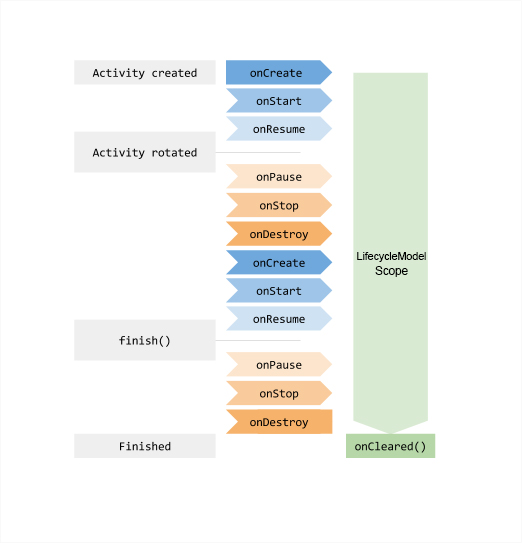 Activity created
onCreate
onStart
onResume
Activity rotated
onPause
onStop
onDestroy
onCreate
LifecycleModel
Scope
onStart
onResume
finish()
onPause
onStop
onDestroy
Finished
onCleared()